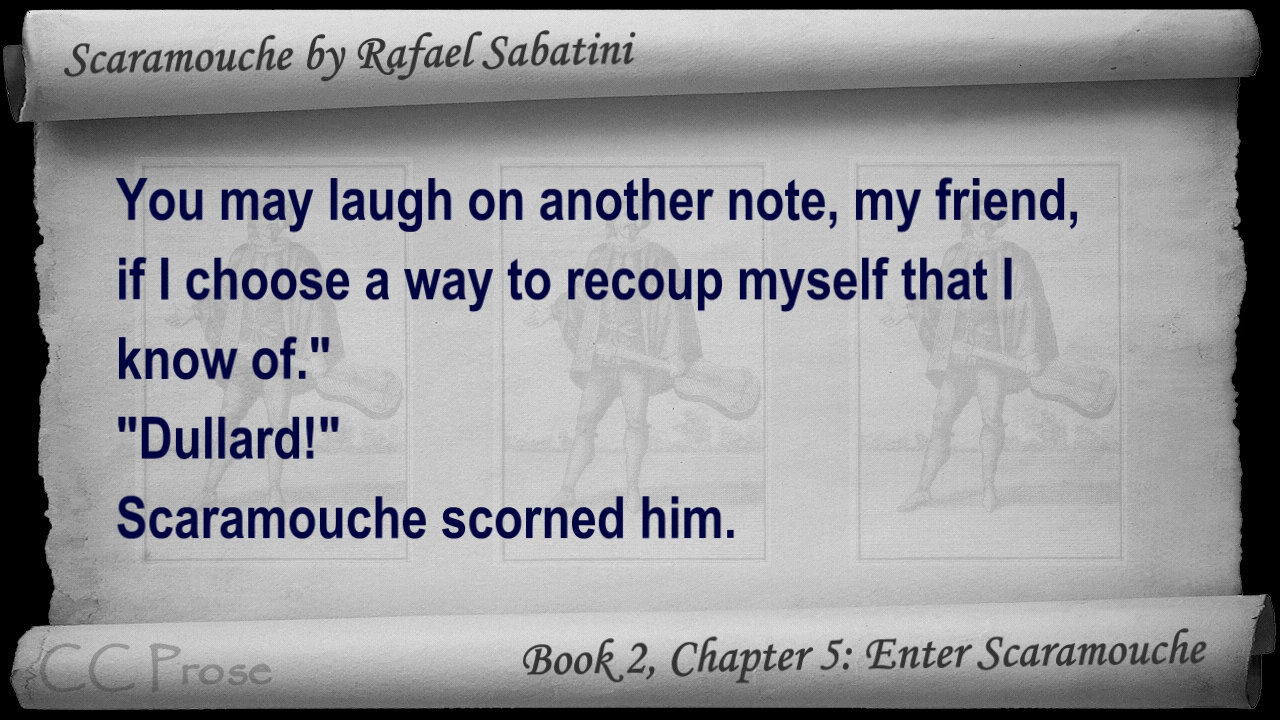 Scaramouche by Rafael Sabatini
You may laugh on another note, my friend,
if I choose a way to recoup myself that I
know of."
"Dullard!"
Scaramouche scorned him.
CC Prose
Book 2, Chapter 5: Enter Scaramouche